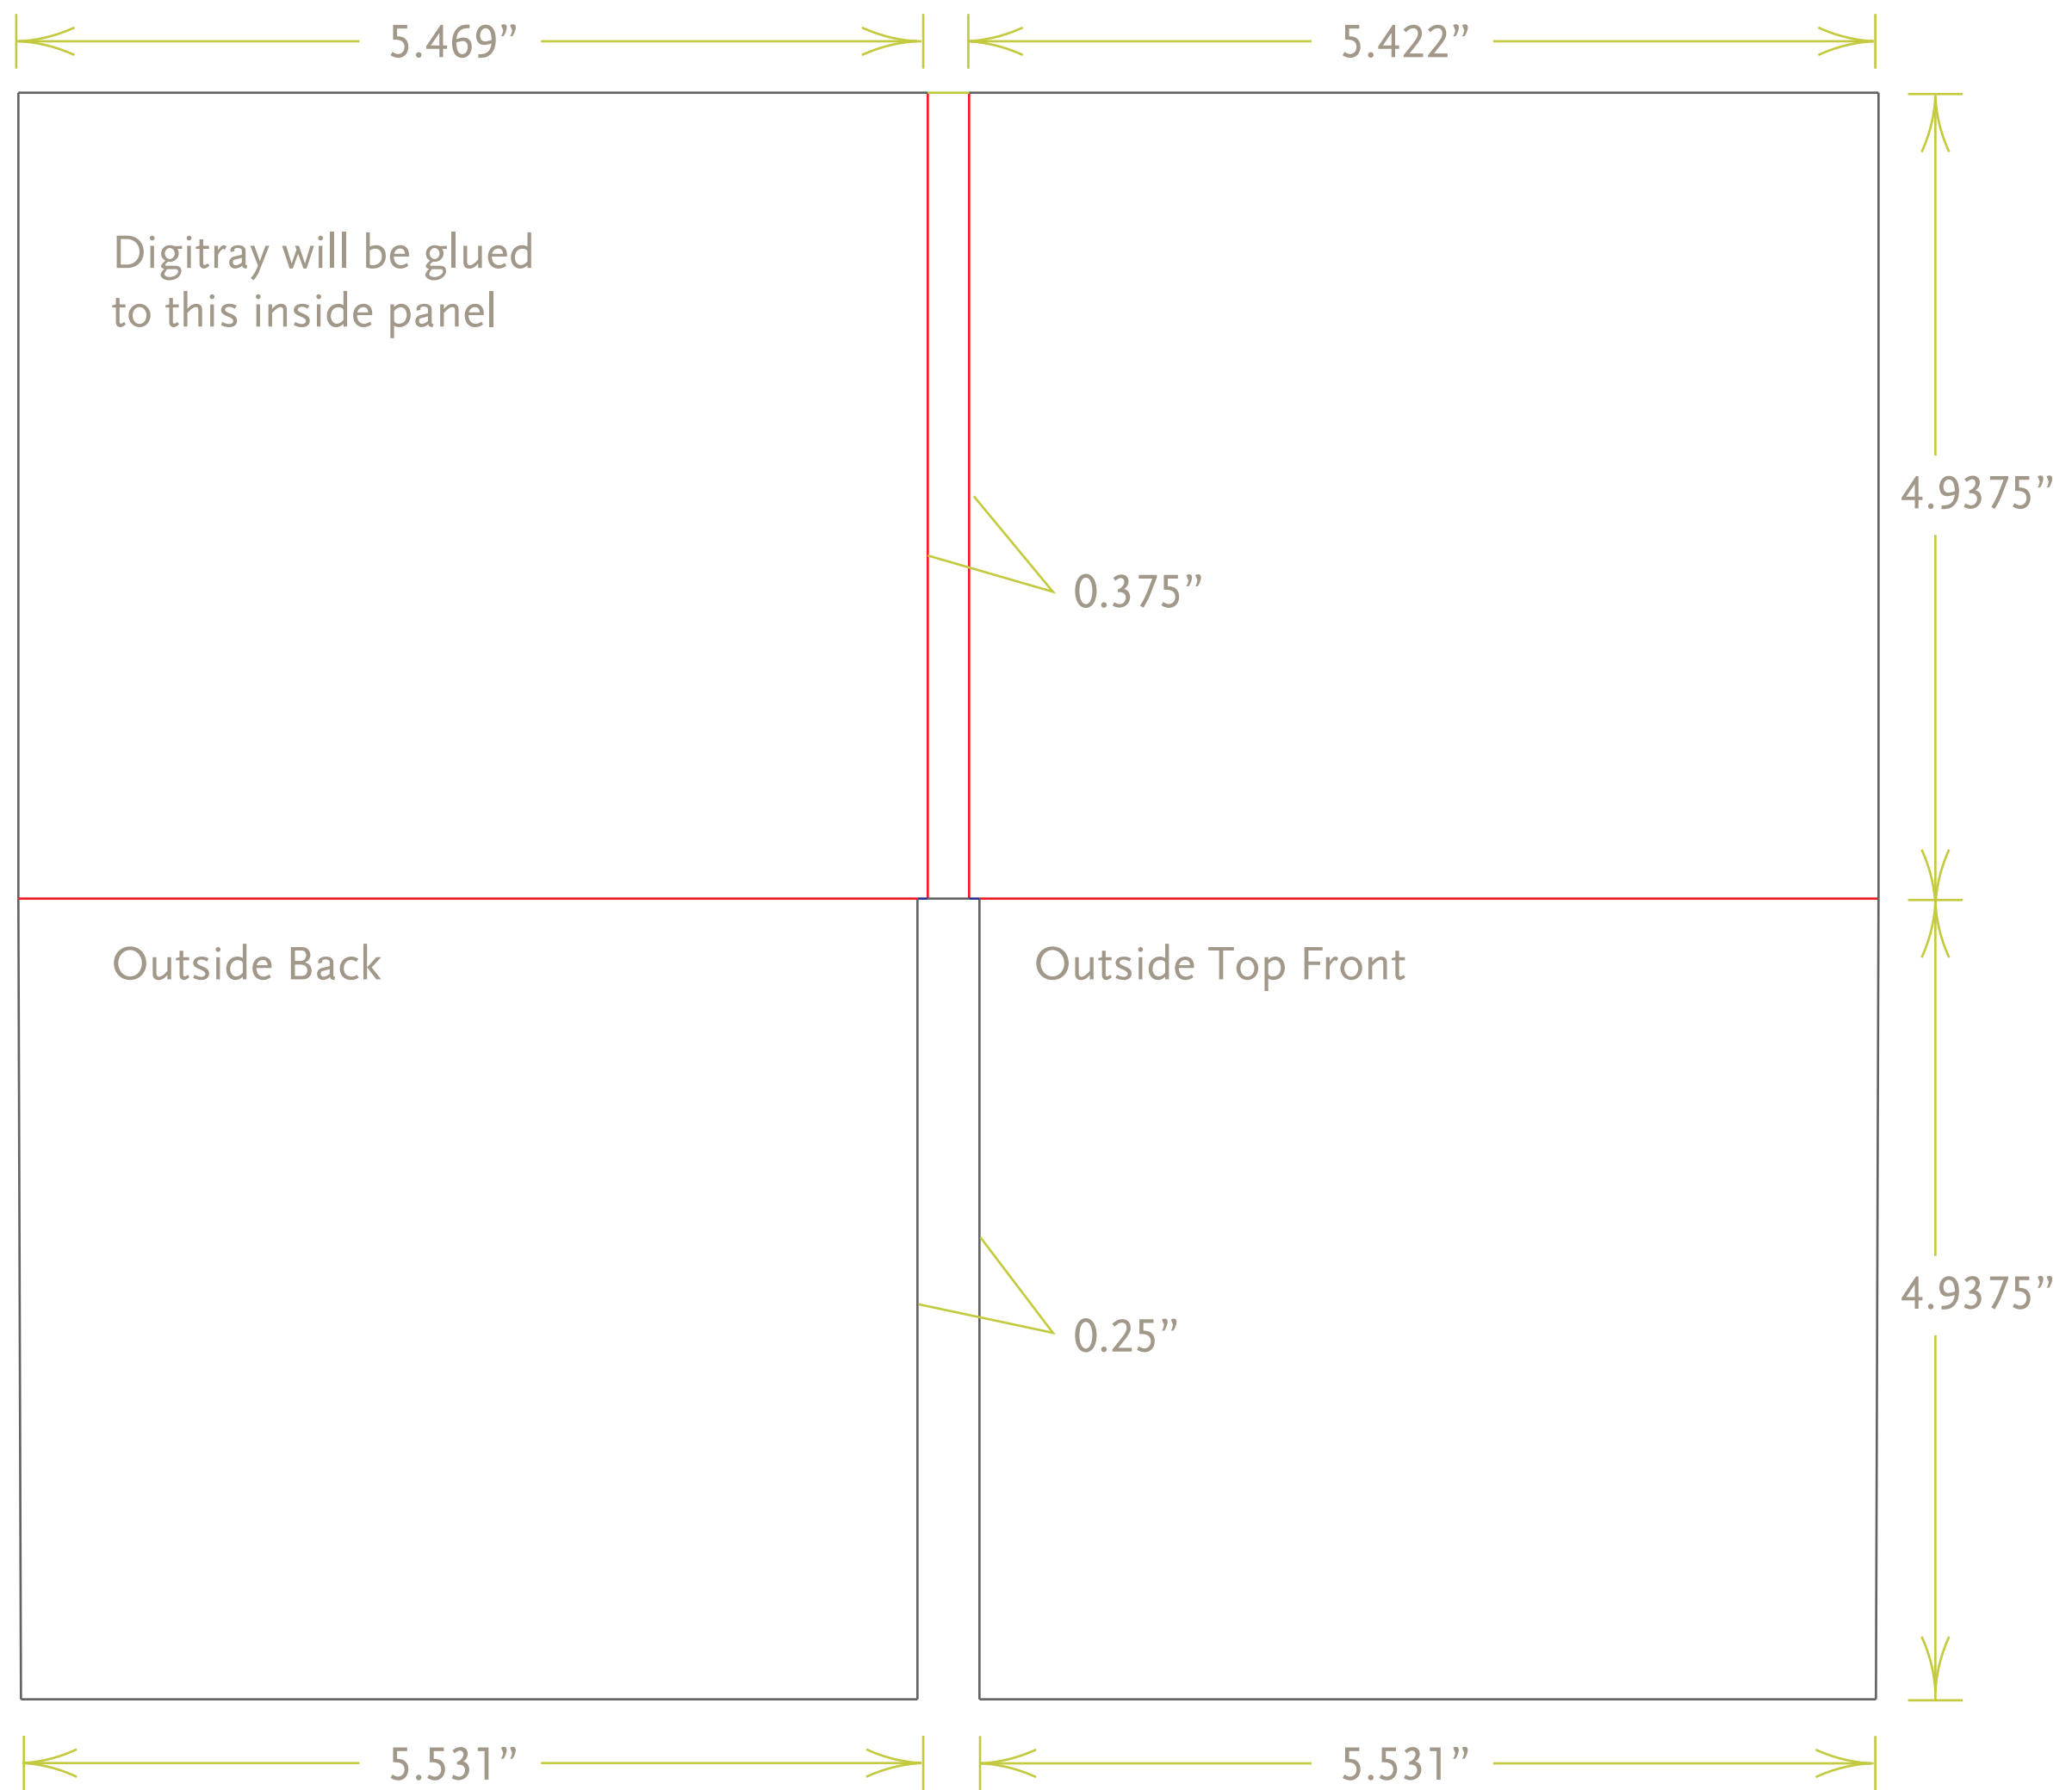 5.469”
5.422”
Digitray will be glued
to this inside panel
4.9375”
0.375”
Outside Back
Outside Top Front
4.9375”
0.25”
5.531”
5.531”